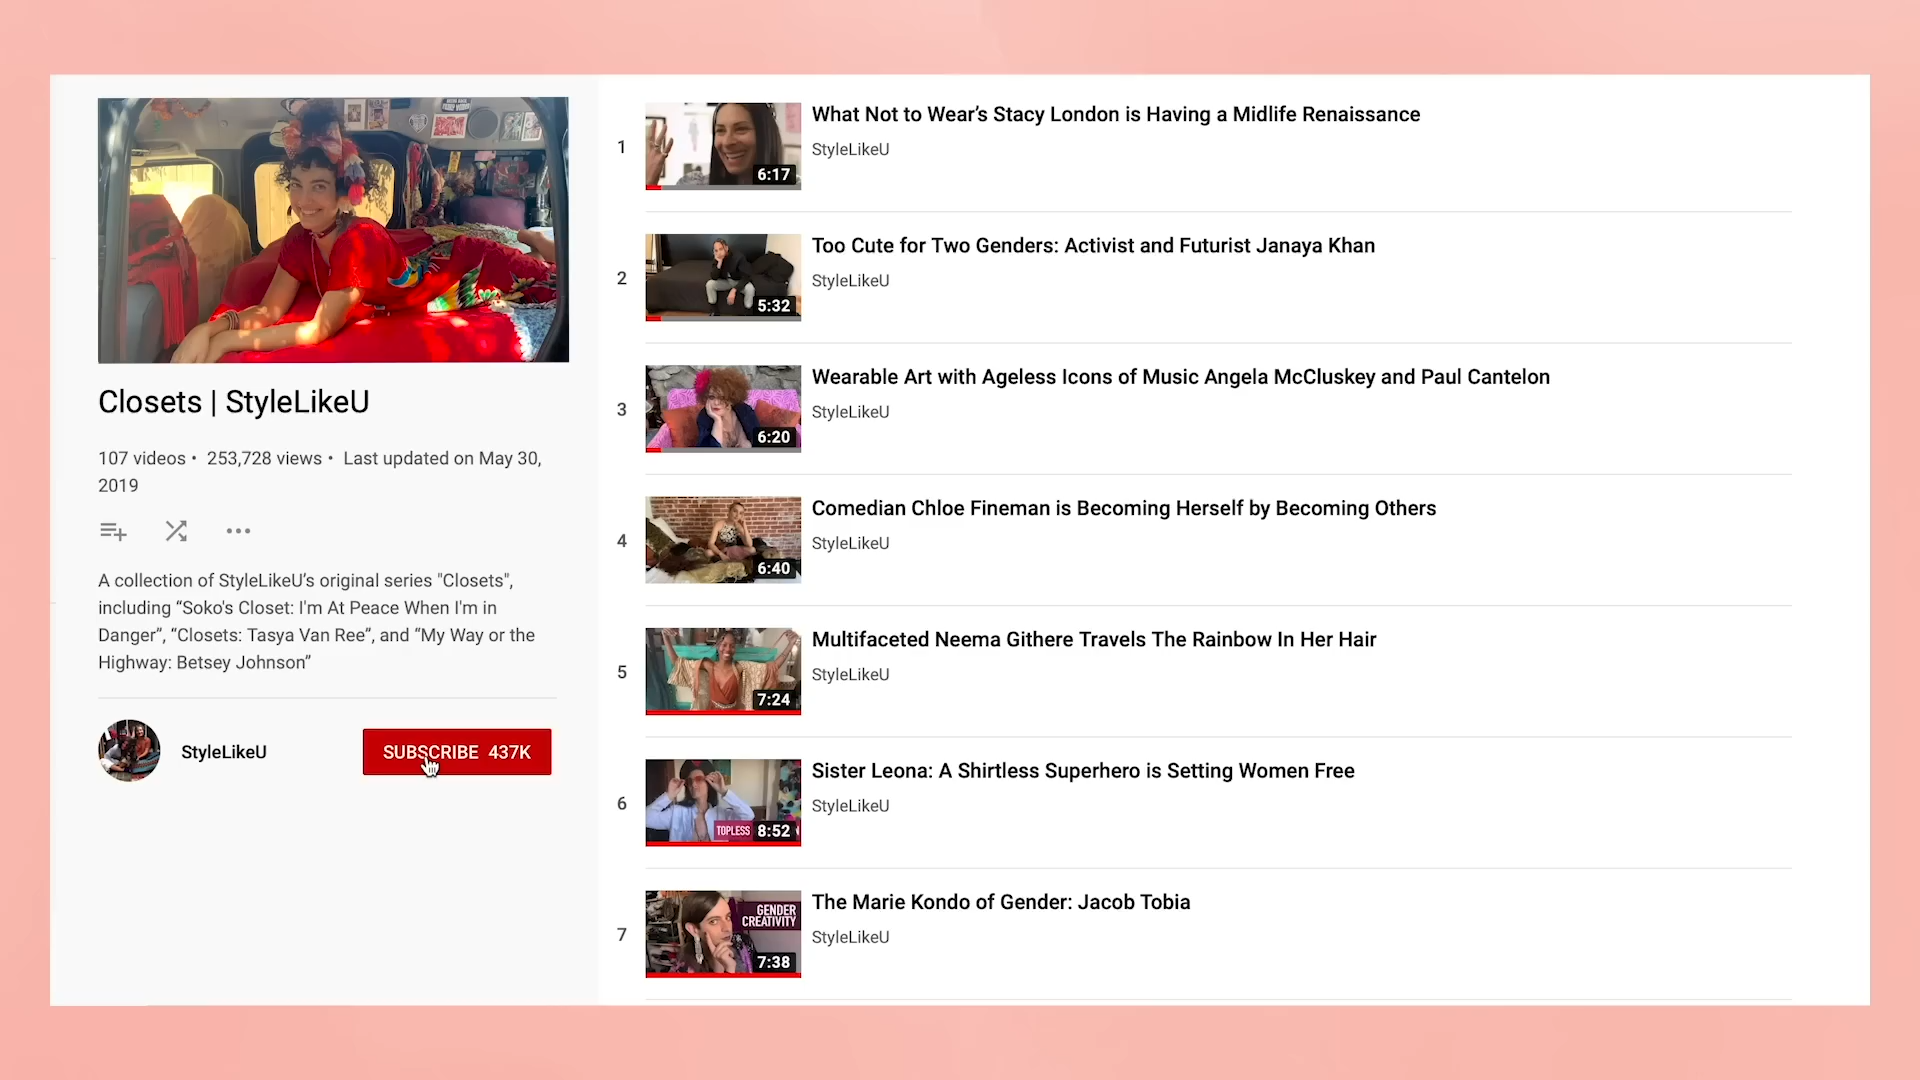 Closets | StyleLikeU
107 videos • 253,728 views • Last updated on May 30,
2019
A collection of StyleLikeU’s original series "Closets",
including “Soko's Closet: I'm At Peace When I'm in
Danger”, “Closets: Tasya Van Ree”, and “My Way or the
Highway: Betsey Johnson”
StyleLikeU
SUBSCRIBE 437K
1
6:17
What Not to Wear’s Stacy London is Having a Midlife Renaissance
StyleLikeU
2
5:32
Too Cute for Two Genders: Activist and Futurist Janaya Khan
StyleLikeU
3
6:20
Wearable Art with Ageless Icons of Music Angela McCluskey and Paul Cantelon
StyleLikeU
4
6:40
Comedian Chloe Fineman is Becoming Herself by Becoming Others
StyleLikeU
5
7:24
Multifaceted Neema Githere Travels The Rainbow In Her Hair
StyleLikeU
6
TOPLESS
8:52
Sister Leona: A Shirtless Superhero is Setting Women Free
StyleLikeU
7
GENDER
CREATIVITY
7:38
The Marie Kondo of Gender: Jacob Tobia
StyleLikeU